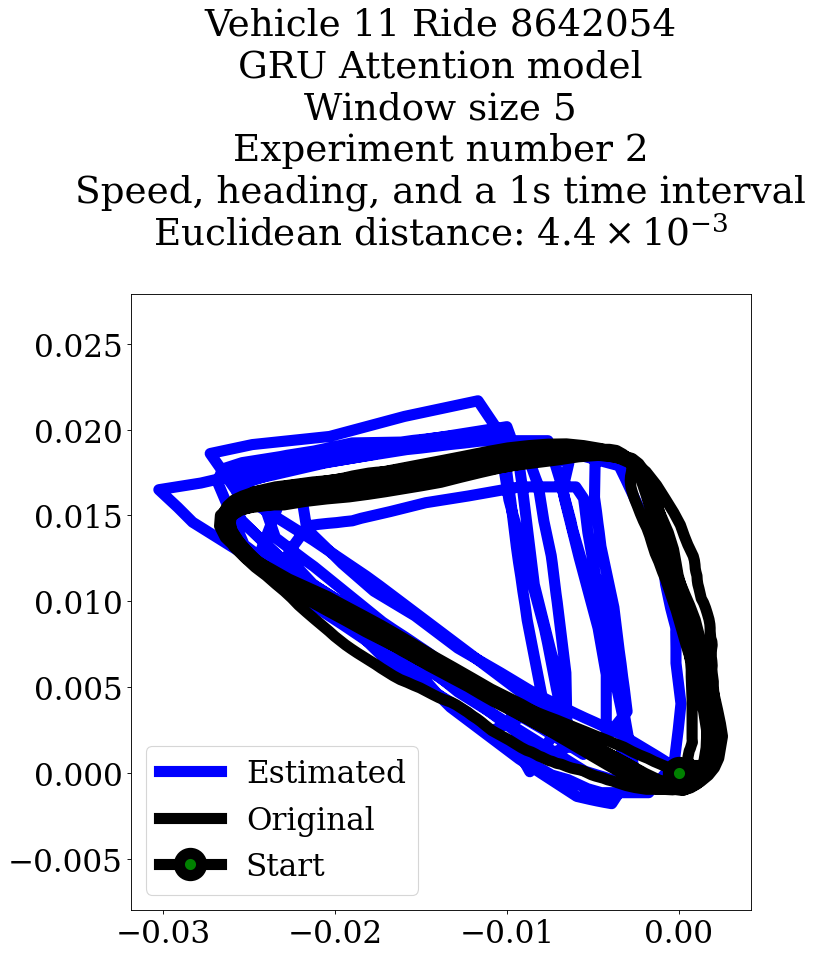 Vehicle 11 Ride 8642054
GRU Attention model
Window size 5
Experiment number 2
Speed, heading, and a 1s time interval
Euclidean distance: 4.4 × 10⁻³
0.025
0.020
0.015
0.010
0.005
0.000
−0.005
Estimated
Original
Start
−0.03 −0.02 −0.01 0.00